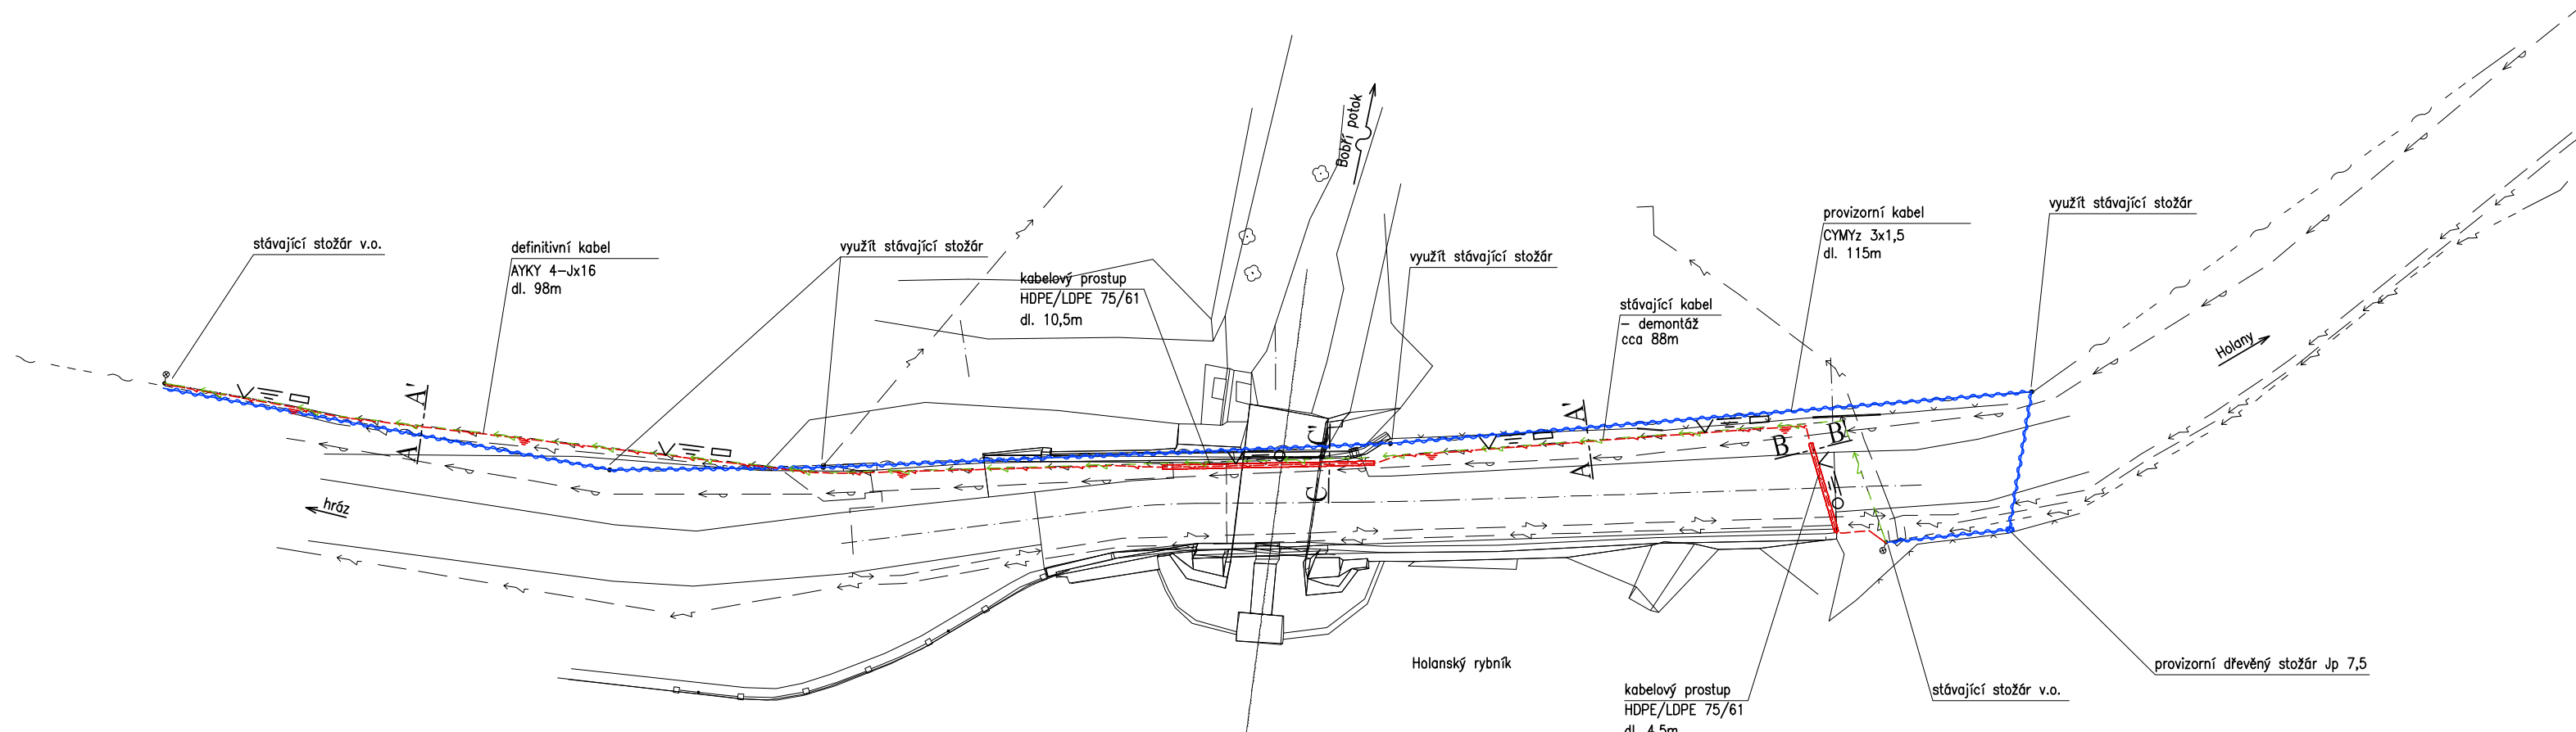 stávající stožár v.o.
definitivní kabel
AYKY 4-Jx16
dl. 98m
využít stávající stožár
kabelový prostup
HDPE/LDPE 75/61
dl. 10,5m
Bobří potok
využít stávající stožár
stávající kabel
- demontáž
cca 88m
provizorní kabel
CYMYz 3x1,5
dl. 115m
využít stávající stožár
Holany
A'
A
A'
A
B
B'
C'
C
hráz
Holanský rybník
kabelový prostup
HDPE/LDPE 75/61
dl. 4,5m
stávající stožár v.o.
provizorní dřevěný stožár Jp 7,5